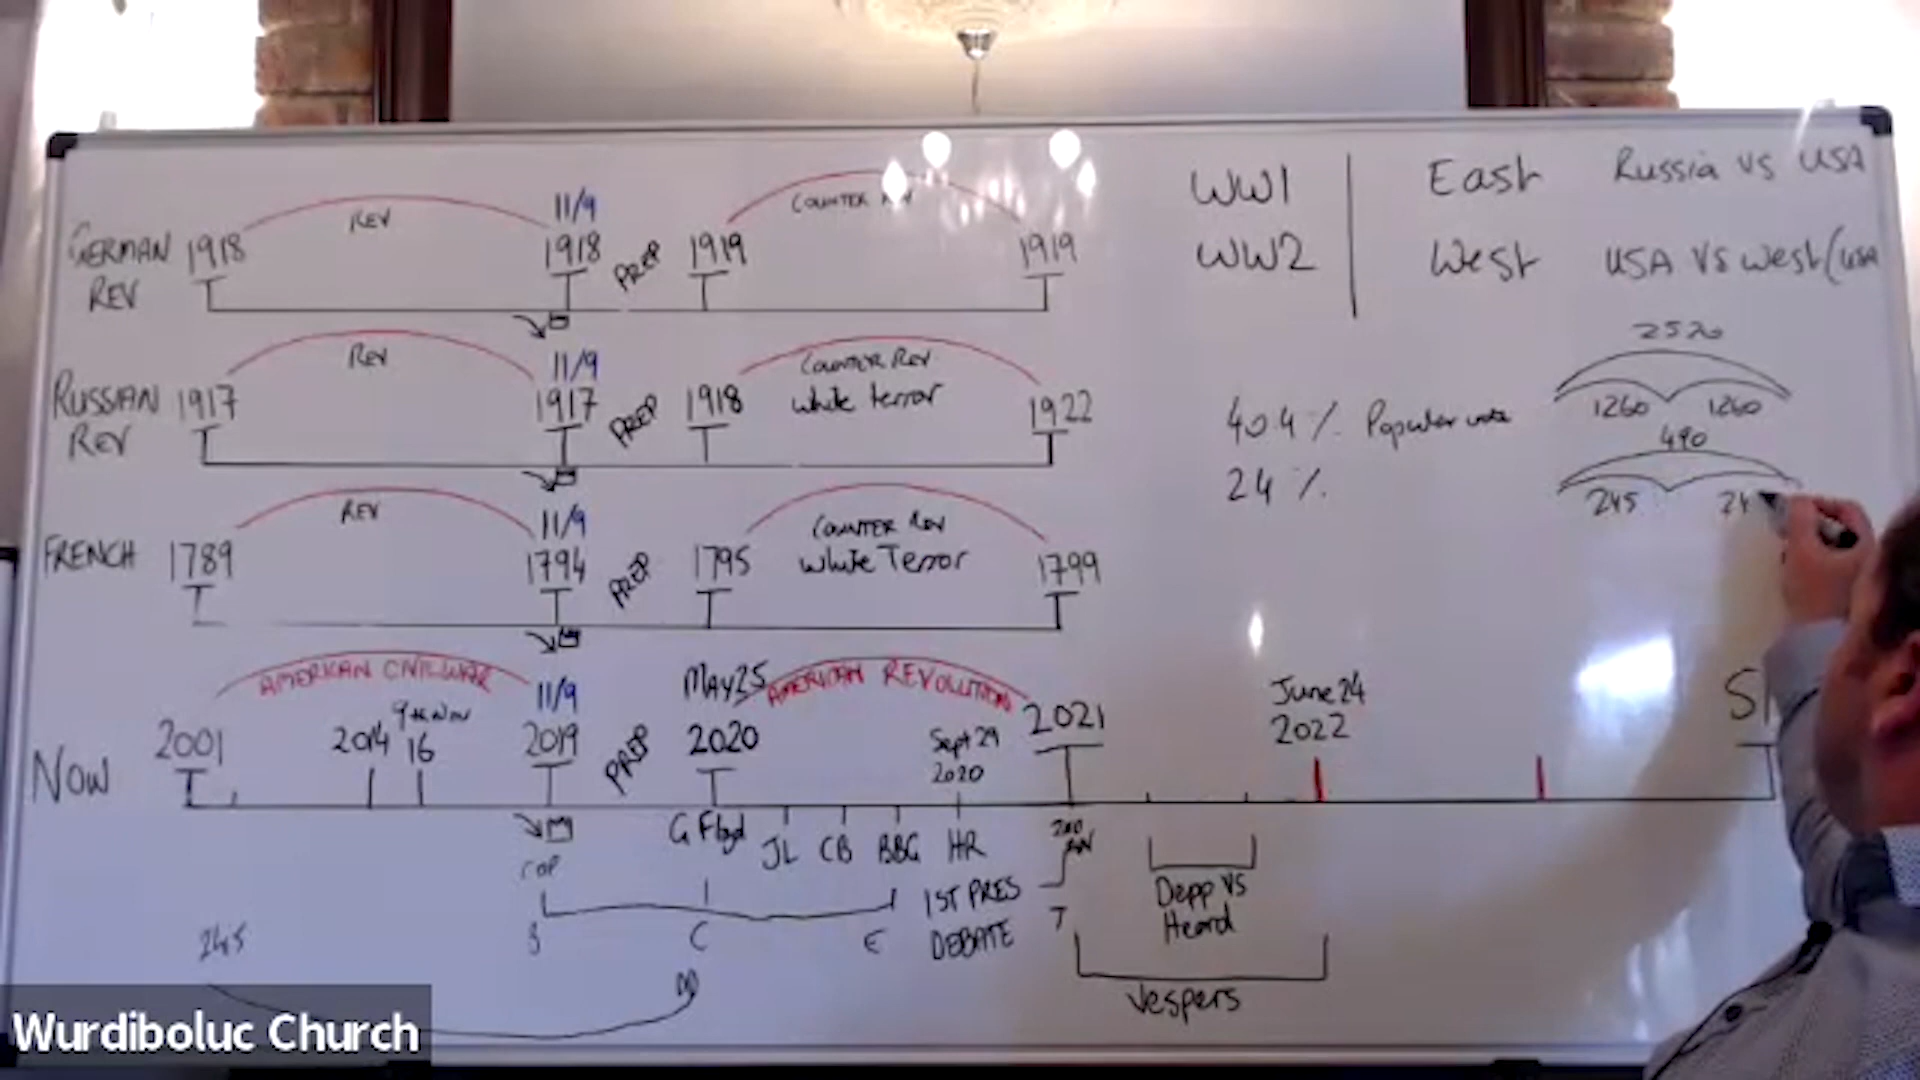 GERMAN REV 1918 REV 11/9 1918 PREP 1919 COUNTER 1919
RUSSIAN REV 1917 REV 11/9 1917 PREP 1918 COUNTER REV white terror 1922
FRENCH 1789 REV 11/9 1794 PREP 1795 COUNTER REV White Terror 1799
NOW 2001 AMERICAN CIVIL WAR 2014 9th Nov 16 11/9 2019 PREP MAY 25 2020 AMERICAN REVOLUTION Sept 29 2020 2021 June 24 2022
COP G Floyd JL CB BBG HR
1ST PRES DEBATE
B C E T
Depp vs Heard
Vespers
245
WW1 East Russia VS USA
WW2 West USA VS West (USA
2520
1260 1260
40.4 % Popular vote
490
24 %
245 24
Wurdiboluc Church